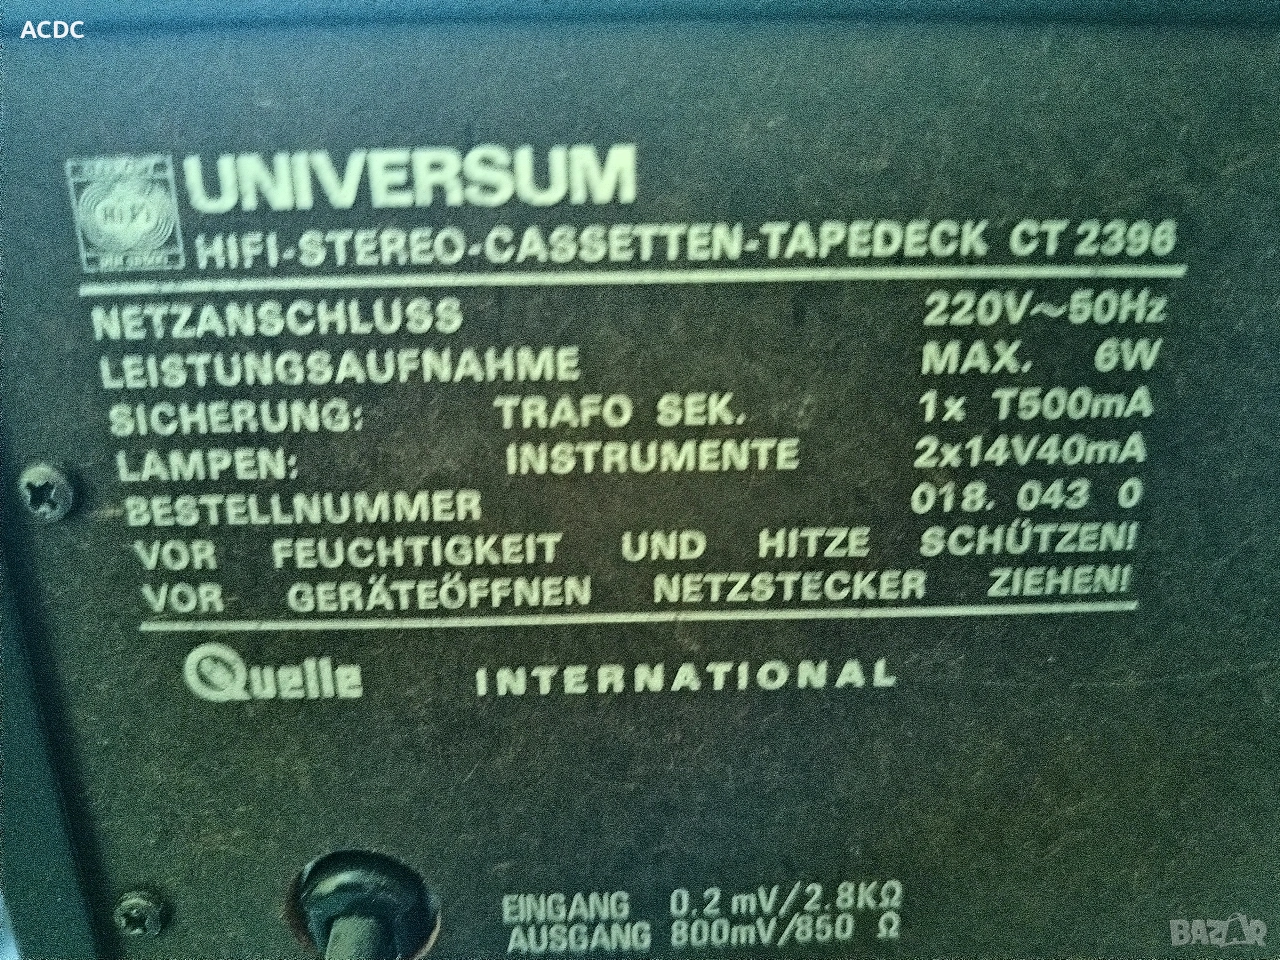 ACDC
HIFI
UNIVERSUM
HIFI-STEREO-CASSETTEN-TAPEDECK CT 2396
NETZANSCHLUSS 220V~50Hz
LEISTUNGSAUFNAHME MAX. 6W
SICHERUNG: TRAFO SEK. 1x T500mA
LAMPEN: INSTRUMENTE 2x14V40mA
BESTELLNUMMER 018. 043 0
VOR FEUCHTIGKEIT UND HITZE SCHÜTZEN!
VOR GERÄTEÖFFNEN NETZSTECKER ZIEHEN!
Quelle INTERNATIONAL
EINGANG 0.2 mV/2.8KΩ
AUSGANG 800mV/850 Ω
BAZAR